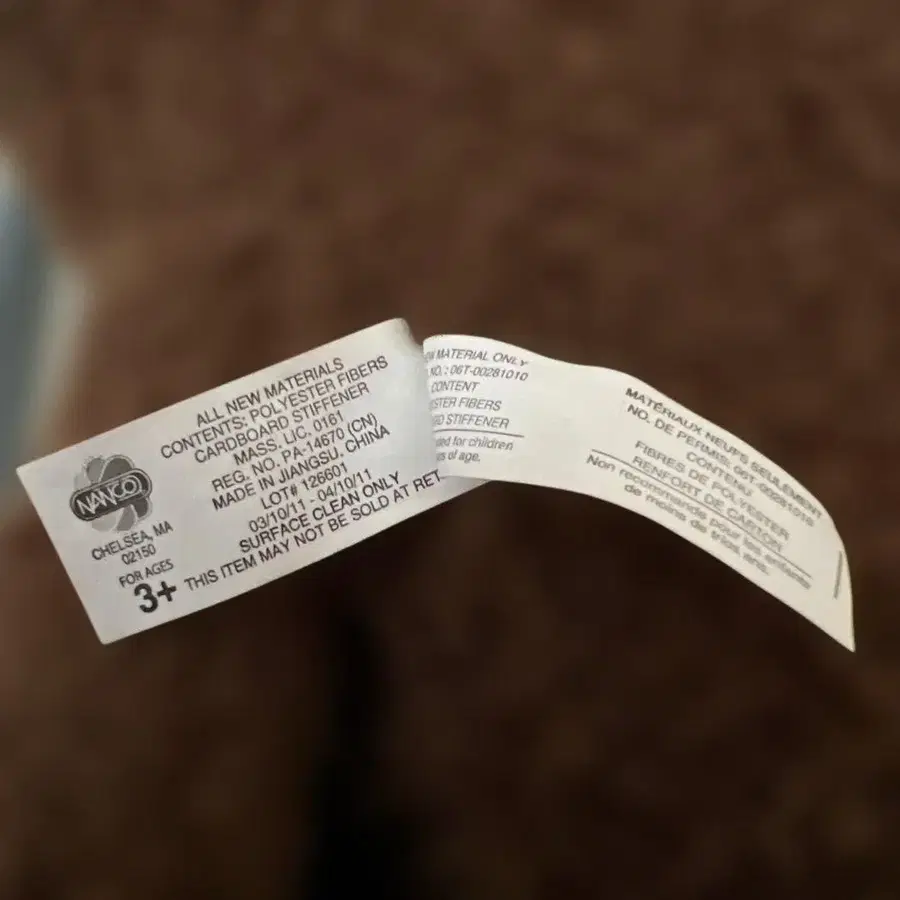 ALL NEW MATERIALS
CONTENTS: POLYESTER FIBERS
CARDBOARD STIFFENER
MASS. LIC. 0161
REG. NO. PA-14670 (CN)
MADE IN JIANGSU. CHINA
LOT# 126601
03/10/11 - 04/10/11
SURFACE CLEAN ONLY
THIS ITEM MAY NOT BE SOLD AT RET
NANCO
CHELSEA, MA
02150
FOR AGES
3+
MATERIAL ONLY
NO. : 06T-00281010
CONTENT
STER FIBERS
STIFFENER
ded for children
of age.
MATÉRIAUX NEUFS SEULEMENT
NO. DE PERMIS: 06T-00281010
CONTENU
FIBRES DE POLYESTER
RENFORT DE CARTON
Non recommandé pour les enfants
de moins de trios, ans.